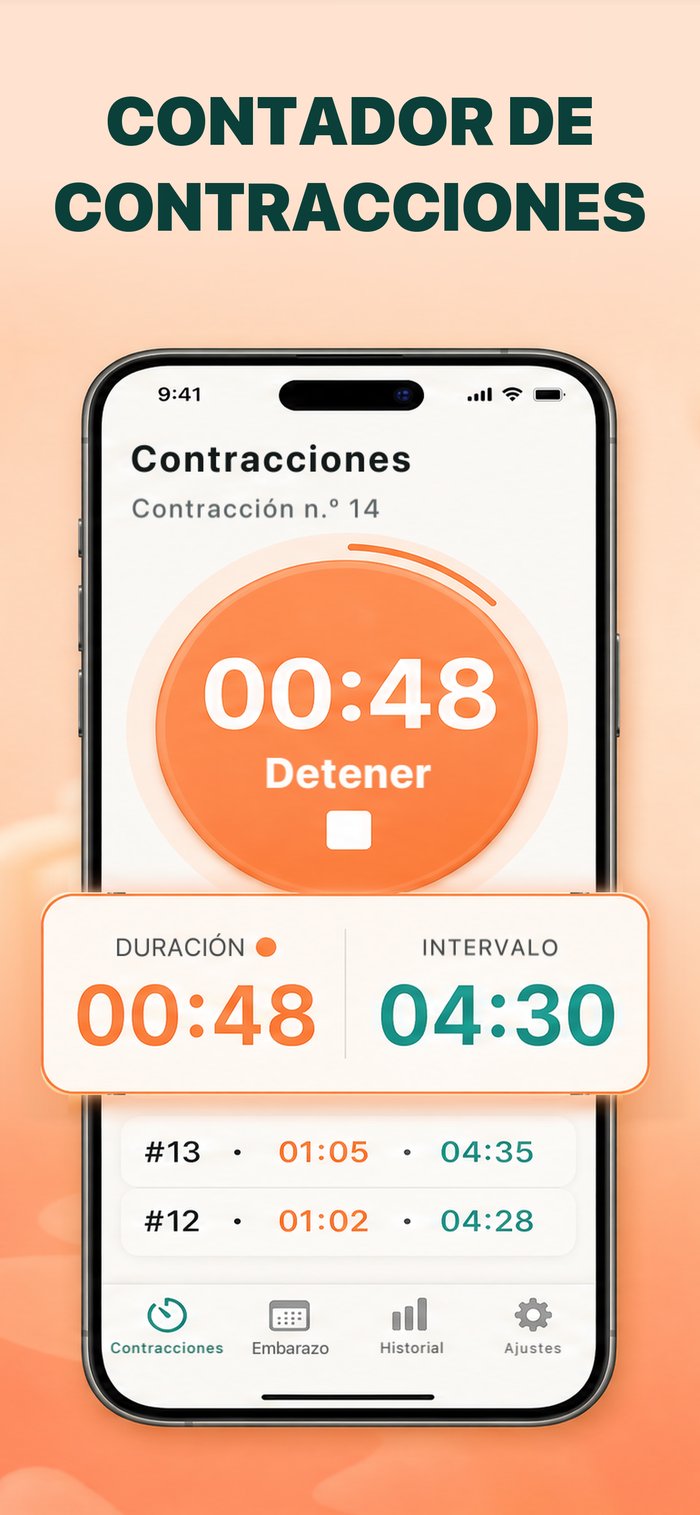 CONTADOR DE
CONTRACCIONES
9:41
Contracciones
Contracción n.º 14
00:48
Detener
DURACIÓN
INTERVALO
00:48
04:30
#13 • 01:05 • 04:35
#12 • 01:02 • 04:28
Contracciones
Embarazo
Historial
Ajustes